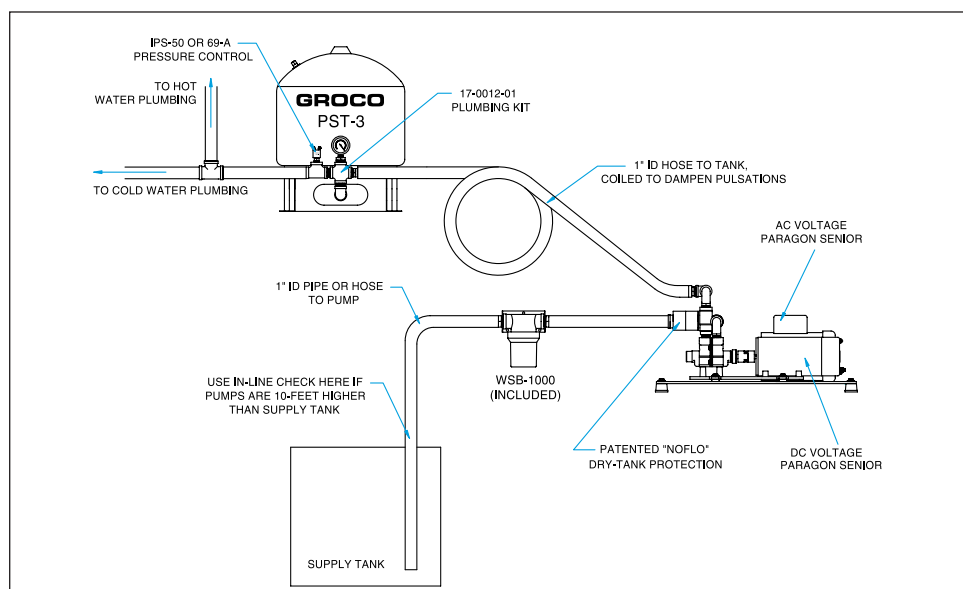 IPS-50 OR 69-A
PRESSURE CONTROL
TO HOT
WATER PLUMBING
GROCO
PST-3
17-0012-01
PLUMBING KIT
TO COLD WATER PLUMBING
1" ID HOSE TO TANK,
COILED TO DAMPEN PULSATIONS
AC VOLTAGE
PARAGON SENIOR
1" ID PIPE OR HOSE
TO PUMP
WSB-1000
(INCLUDED)
USE IN-LINE CHECK HERE IF
PUMPS ARE 10-FEET HIGHER
THAN SUPPLY TANK
PATENTED "NOFLO"
DRY-TANK PROTECTION
DC VOLTAGE
PARAGON SENIOR
SUPPLY TANK